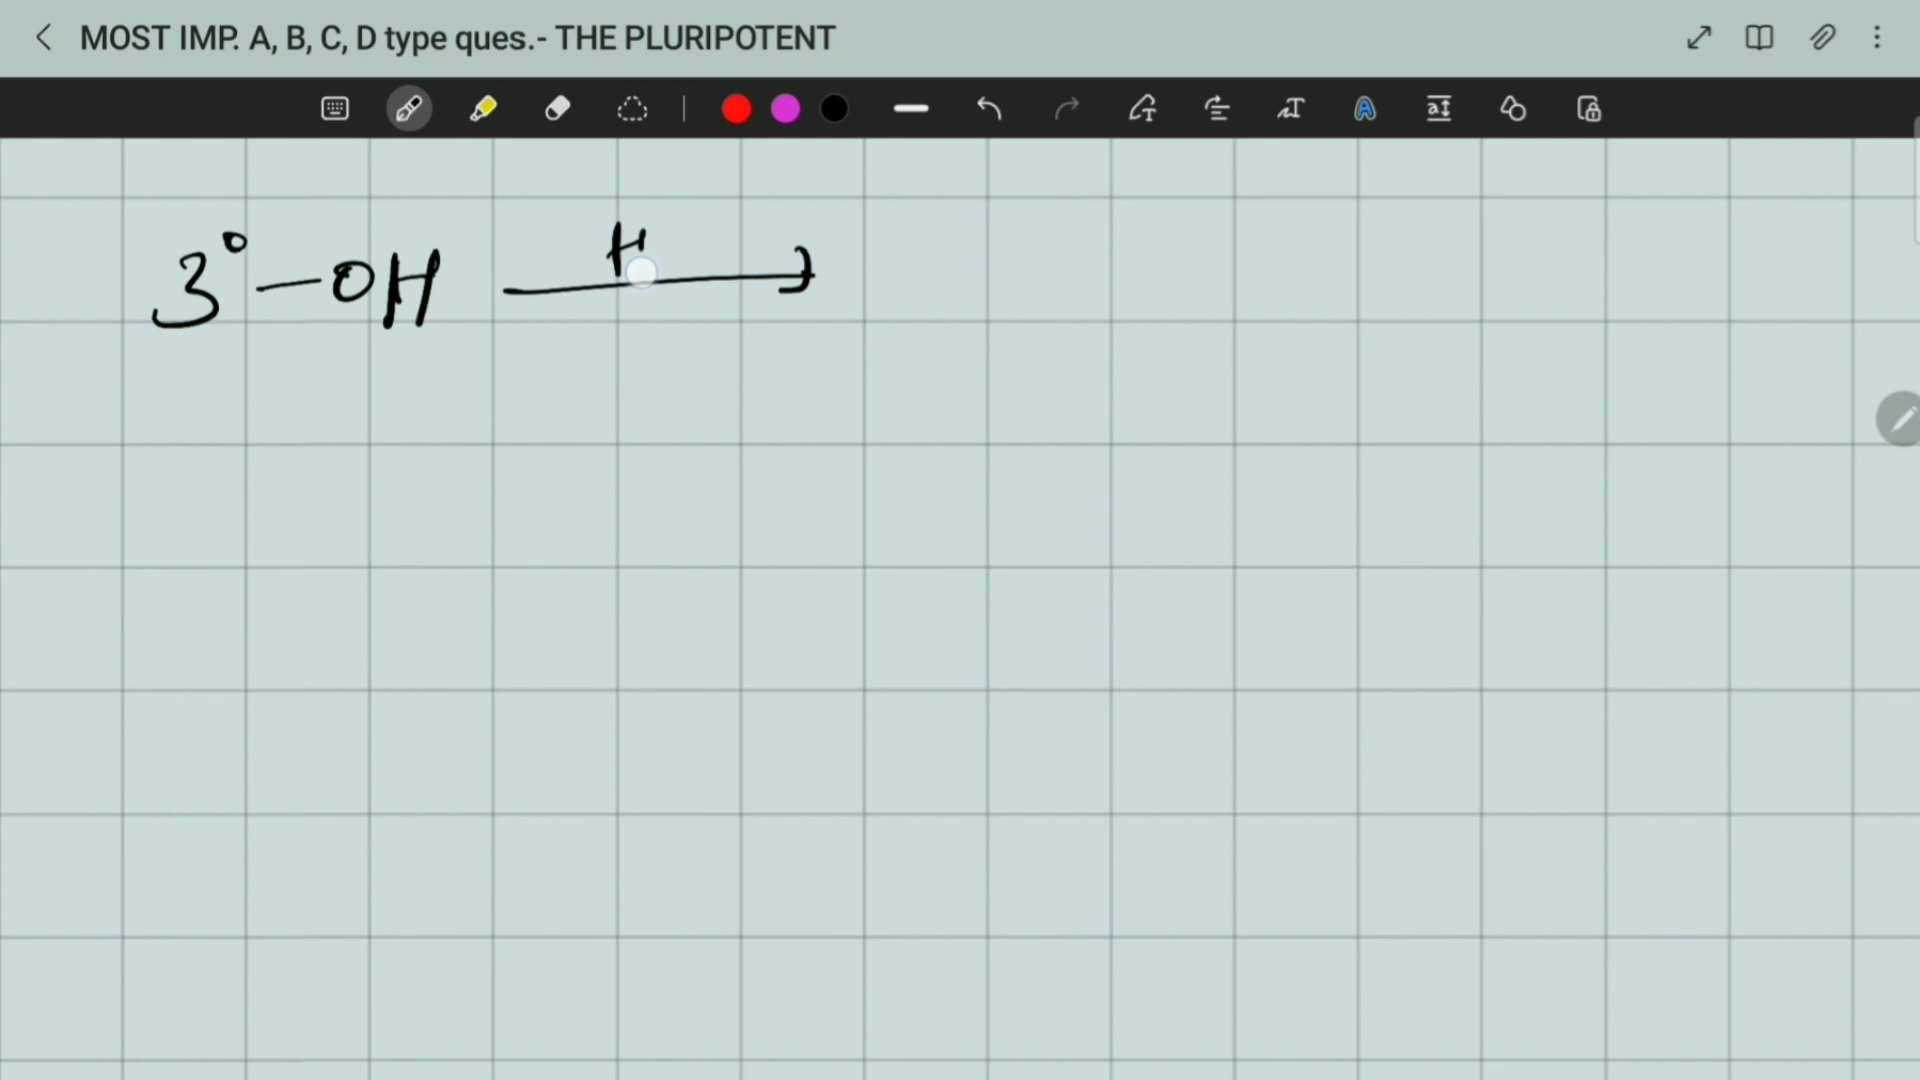 MOST IMP. A, B, C, D type ques.- THE PLURIPOTENT
3°-OH H